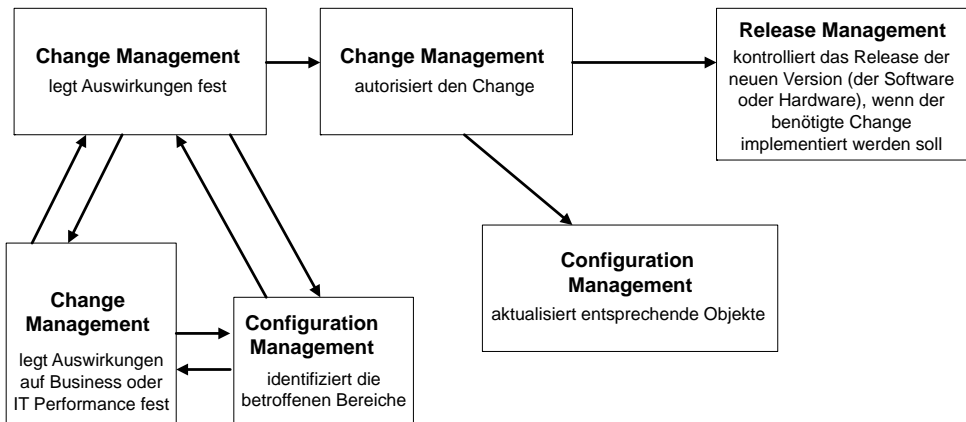 Change Management
legt Auswirkungen fest
Change Management
autorisiert den Change
Release Management
kontrolliert das Release der
neuen Version (der Software
oder Hardware), wenn der
benötigte Change
implementiert werden soll
Configuration
Management
aktualisiert entsprechende Objekte
Change
Management
legt Auswirkungen
auf Business oder
IT Performance fest
Configuration
Management
identifiziert die
betroffenen Bereiche